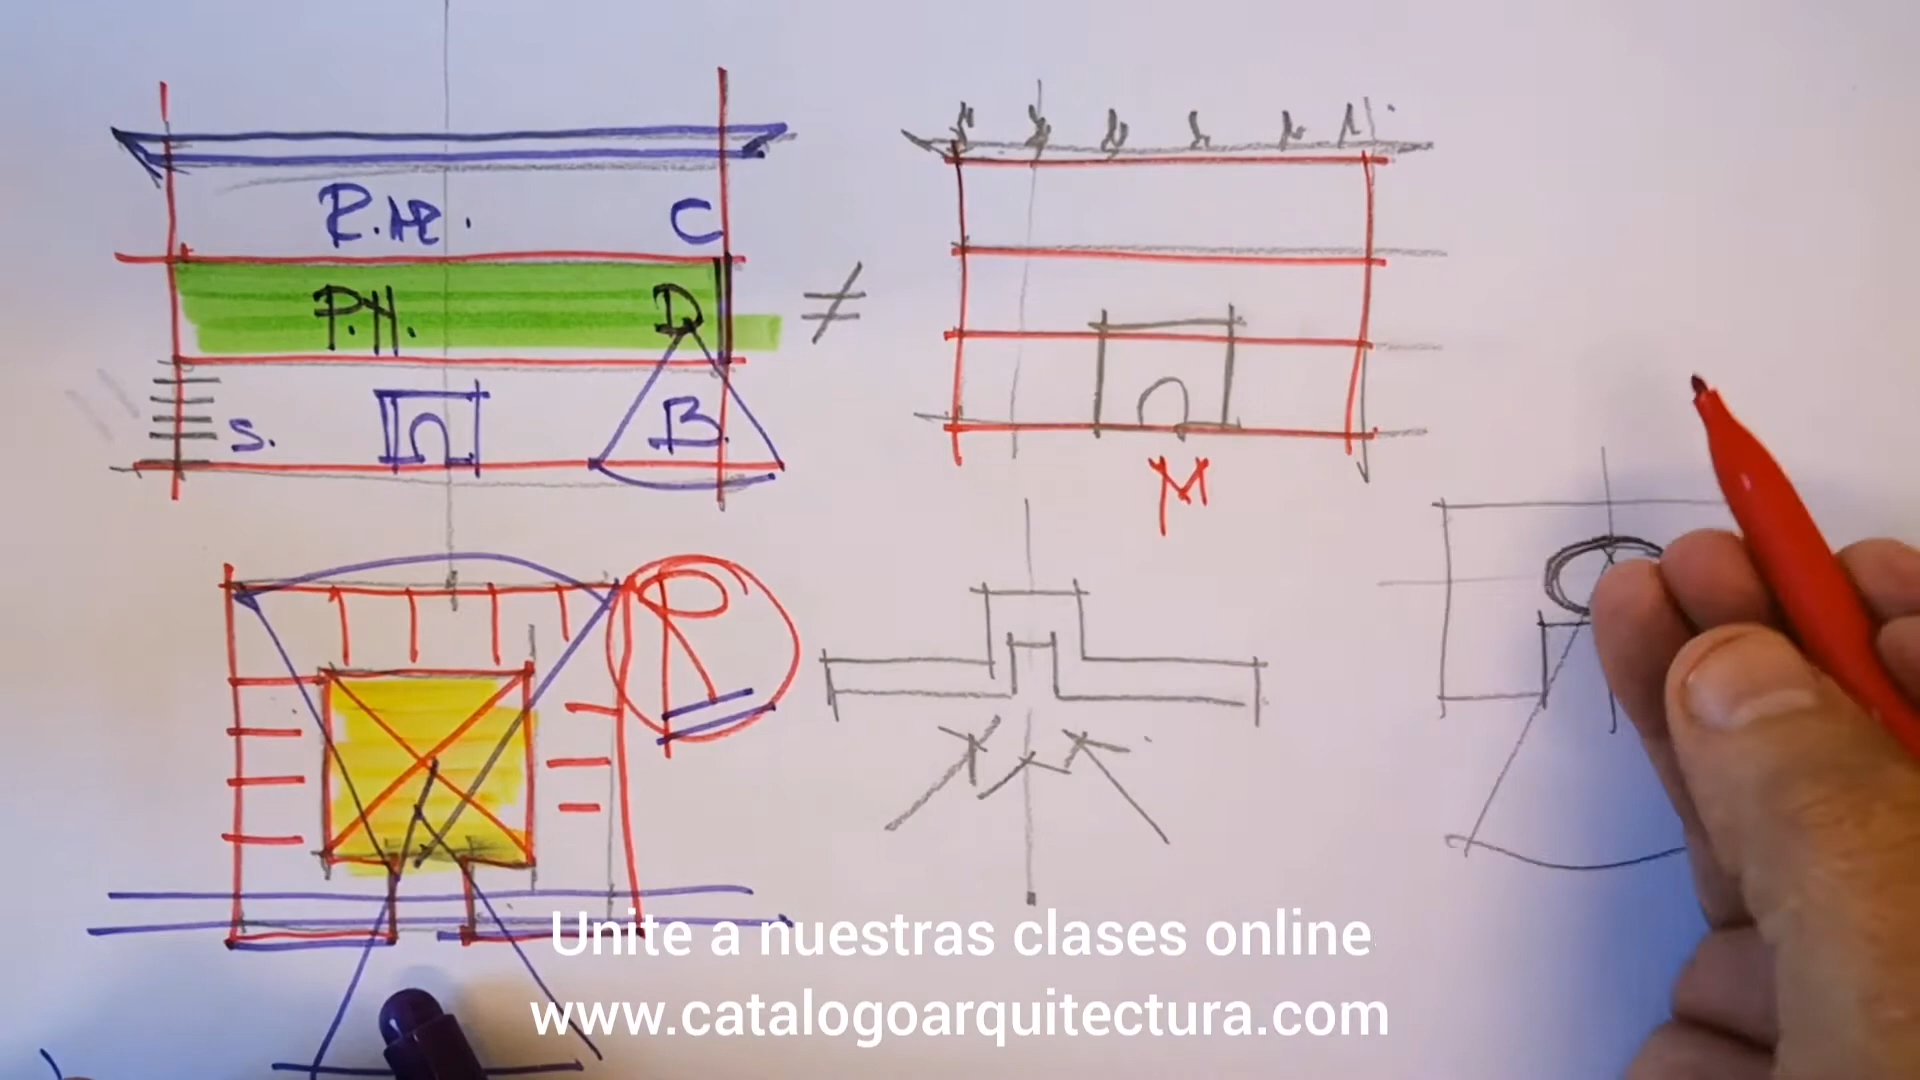 C
P.H.
D
≠
S.
B.
M
Unite a nuestras clases online
www.catalogoarquitectura.com